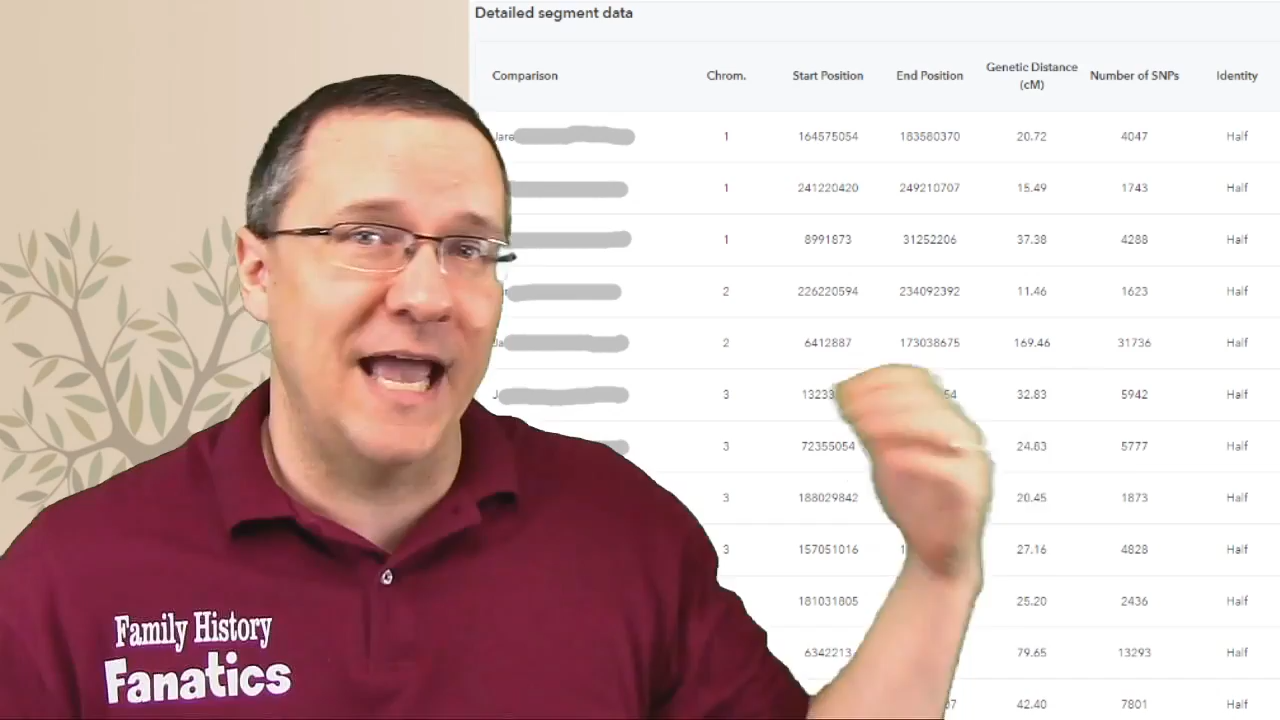 Detailed segment data
Comparison Chrom. Start Position End Position Genetic Distance (cM) Number of SNPs Identity
1 164575054 183580370 20.72 4047 Half
1 241220420 249210707 15.49 1743 Half
1 8991873 31252206 37.38 4288 Half
2 226220594 234092392 11.46 1623 Half
2 6412887 173038675 169.46 31736 Half
3 32.83 5942 Half
3 72355054 24.83 5777 Half
3 188029842 20.45 1873 Half
3 157051016 27.16 4828 Half
181031805 25.20 2436 Half
6342213 79.65 13293 Half
42.40 7801 Half
Family History
Fanatics